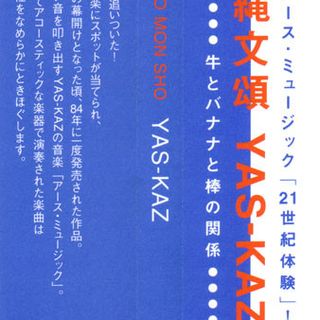 ース・ミュージック「21世紀体験」!
縄文頌 YAS-KAZ
●●●● 牛とバナナと棒の関係 ●●●●
O MON SHO YAS-KAZ
追いついた!
楽にスポットが当てられ、
の幕開けとなった頃、84年に一度発売された作品。
音を叩き出すYAS-KAZの音楽「アース・ミュージック」。
てアコースティックな楽器で演奏された楽曲は
をなめらかにときほぐします。